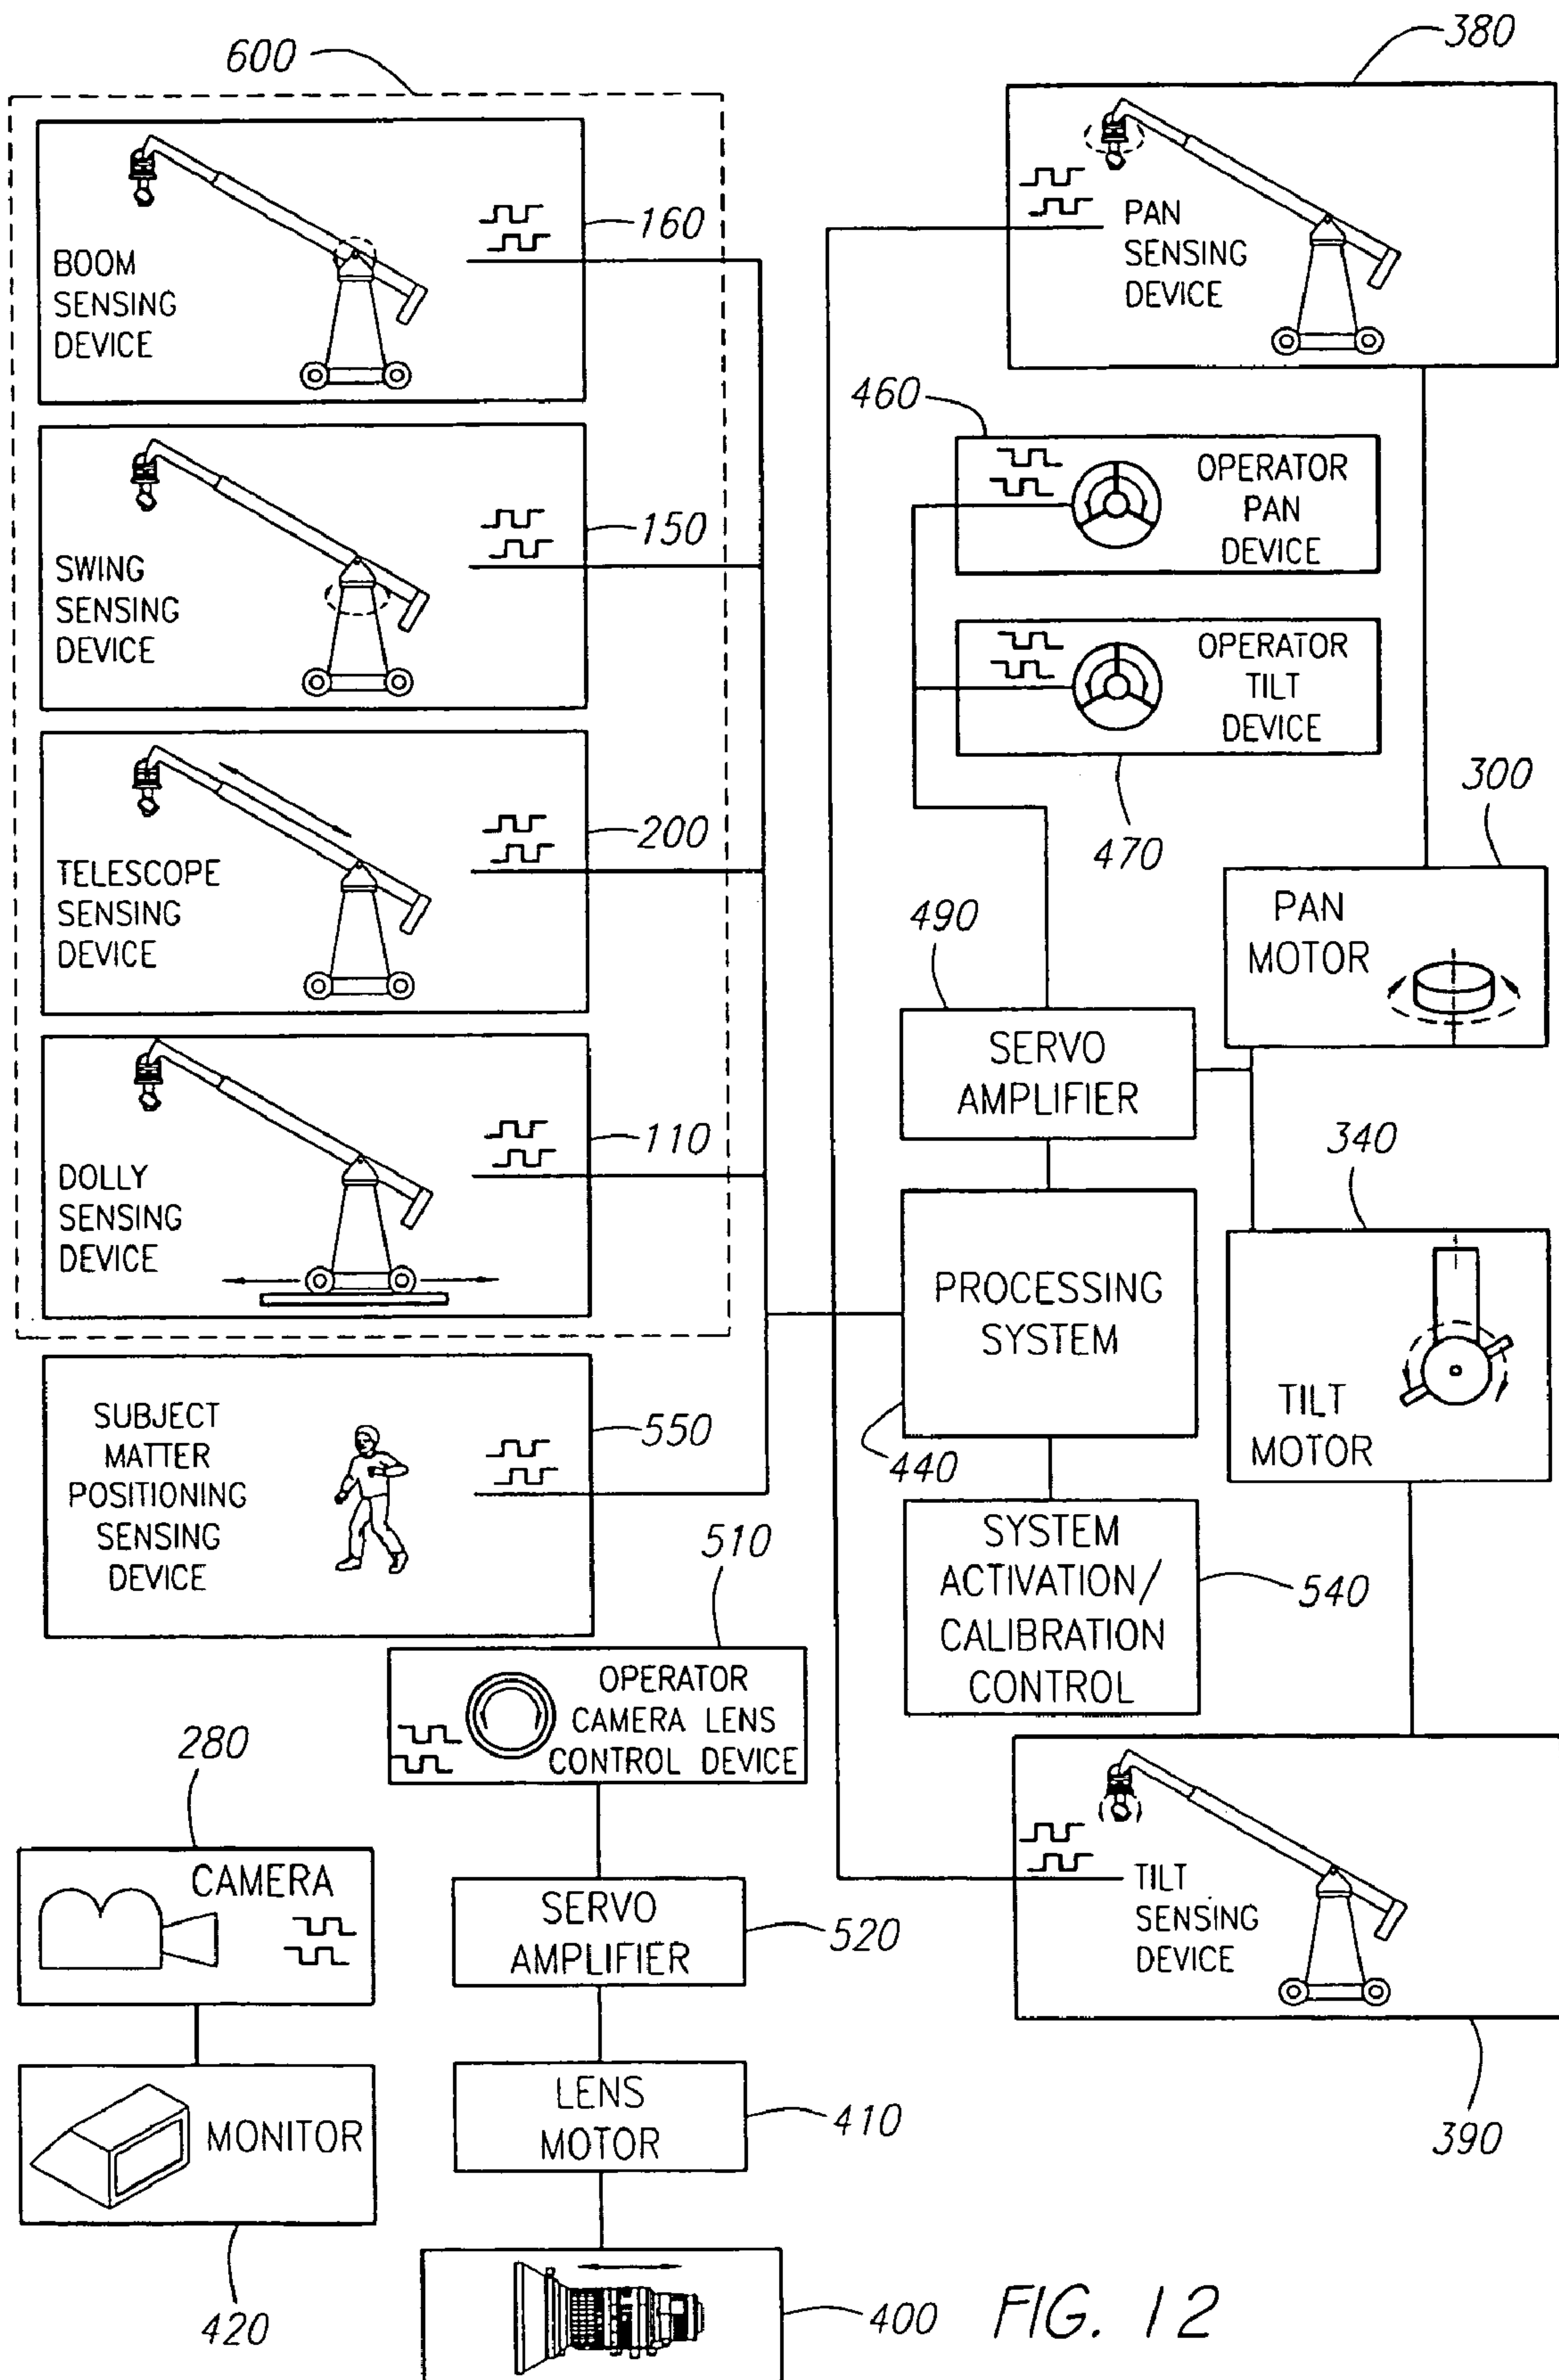 600
380
BOOM
SENSING
DEVICE
160
PAN
SENSING
DEVICE
SWING
SENSING
DEVICE
150
460
OPERATOR
PAN
DEVICE
OPERATOR
TILT
DEVICE
470
TELESCOPE
SENSING
DEVICE
200
300
PAN
MOTOR
490
SERVO
AMPLIFIER
DOLLY
SENSING
DEVICE
110
340
TILT
MOTOR
PROCESSING
SYSTEM
440
SUBJECT
MATTER
POSITIONING
SENSING
DEVICE
550
SYSTEM
ACTIVATION/
CALIBRATION
CONTROL
540
510
OPERATOR
CAMERA LENS
CONTROL DEVICE
280
CAMERA
SERVO
AMPLIFIER
520
TILT
SENSING
DEVICE
390
MONITOR
420
LENS
MOTOR
410
400
FIG. 12